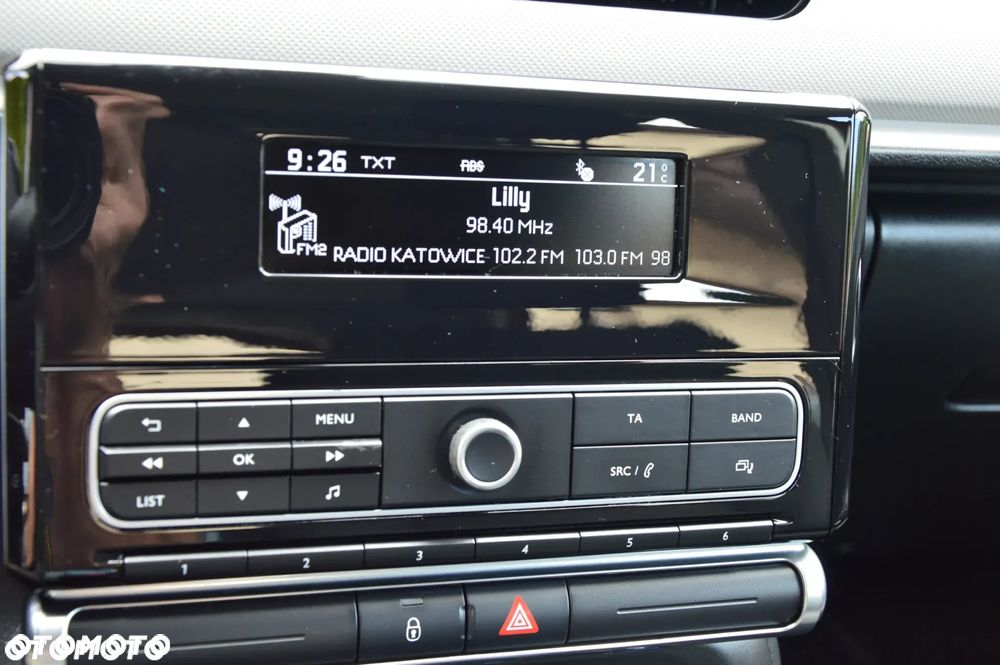 9:26 TXT RDS 21°C
Lilly
98.40 MHz
FM2 RADIO KATOWICE 102.2 FM 103.0 FM 98
MENU TA BAND
OK
SRC /
LIST
1 2 3 4 5 6
OTOMOTO